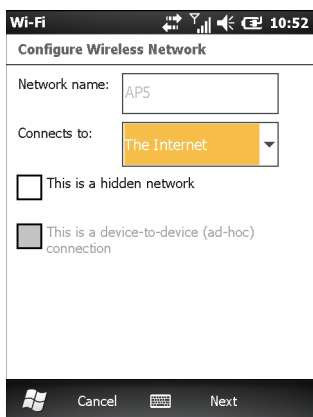 Wi-Fi 10:52
Configure Wireless Network
Network name: AP5
Connects to: The Internet
This is a hidden network
This is a device-to-device (ad-hoc)
connection
Cancel Next